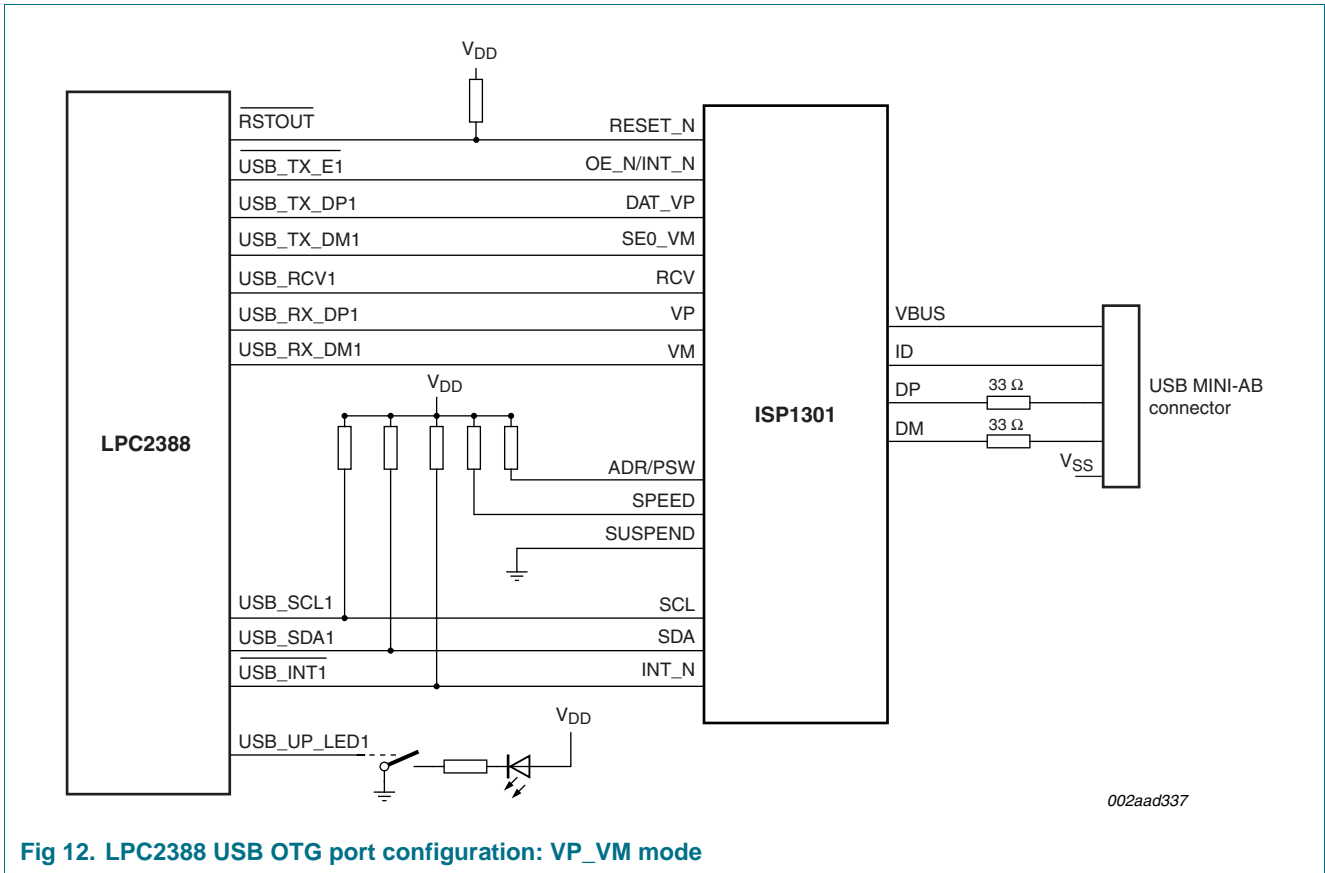 VDD
RSTOUT
RESET_N
USB_TX_E1
OE_N/INT_N
USB_TX_DP1
DAT_VP
USB_TX_DM1
SE0_VM
USB_RCV1
RCV
USB_RX_DP1
VP
USB_RX_DM1
VM
VBUS
ID
DP
33 Ω
DM
33 Ω
VSS
USB MINI-AB
connector
LPC2388
ISP1301
VDD
ADR/PSW
SPEED
SUSPEND
USB_SCL1
SCL
USB_SDA1
SDA
USB_INT1
INT_N
VDD
USB_UP_LED1
002aad337
Fig 12. LPC2388 USB OTG port configuration: VP_VM mode